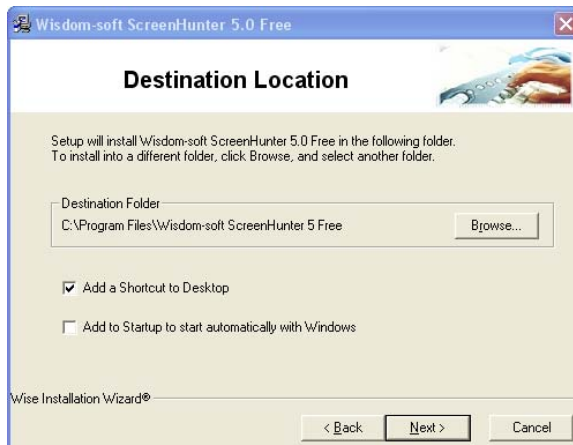 Wisdom-soft ScreenHunter 5.0 Free
Destination Location
Setup will install Wisdom-soft ScreenHunter 5.0 Free in the following folder.
To install into a different folder, click Browse, and select another folder.
Destination Folder
C:\Program Files\Wisdom-soft ScreenHunter 5 Free
Browse...
Add a Shortcut to Desktop
Add to Startup to start automatically with Windows
Wise Installation Wizard®
< Back
Next >
Cancel